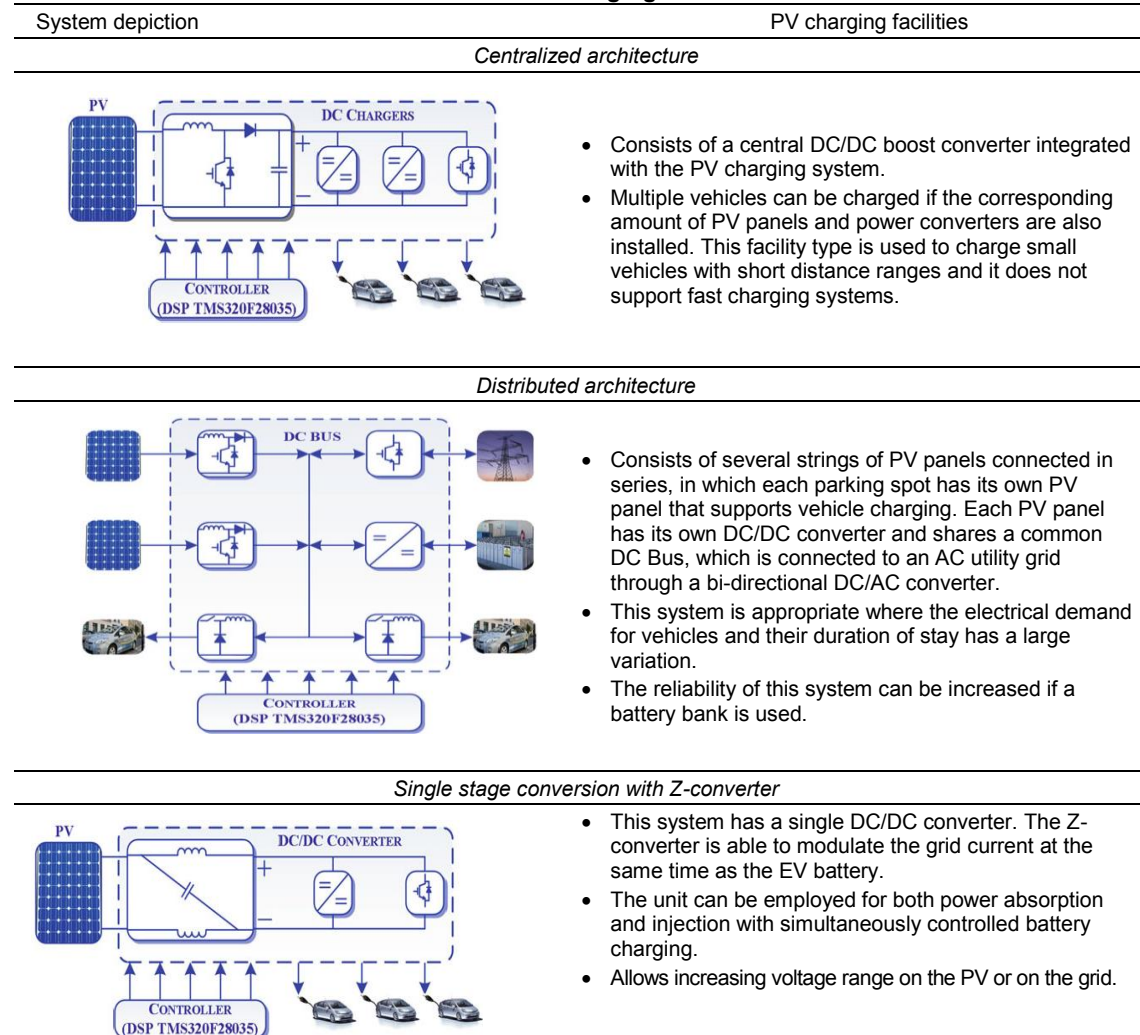 System depiction PV charging facilities
Centralized architecture
PV
DC CHARGERS
+
−
CONTROLLER
(DSP TMS320F28035)
• Consists of a central DC/DC boost converter integrated
with the PV charging system.
• Multiple vehicles can be charged if the corresponding
amount of PV panels and power converters are also
installed. This facility type is used to charge small
vehicles with short distance ranges and it does not
support fast charging systems.
Distributed architecture
DC BUS
CONTROLLER
(DSP TMS320F28035)
• Consists of several strings of PV panels connected in
series, in which each parking spot has its own PV
panel that supports vehicle charging. Each PV panel
has its own DC/DC converter and shares a common
DC Bus, which is connected to an AC utility grid
through a bi-directional DC/AC converter.
• This system is appropriate where the electrical demand
for vehicles and their duration of stay has a large
variation.
• The reliability of this system can be increased if a
battery bank is used.
Single stage conversion with Z-converter
PV
DC/DC CONVERTER
+
−
CONTROLLER
(DSP TMS320F28035)
• This system has a single DC/DC converter. The Z-
converter is able to modulate the grid current at the
same time as the EV battery.
• The unit can be employed for both power absorption
and injection with simultaneously controlled battery
charging.
• Allows increasing voltage range on the PV or on the grid.